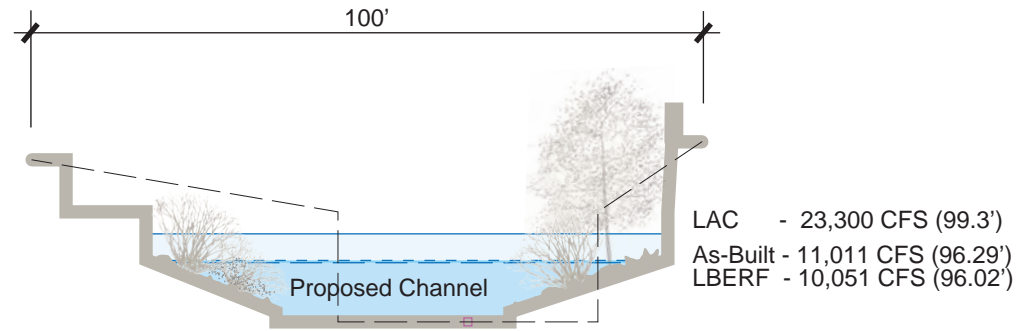 100'
LAC - 23,300 CFS (99.3')
As-Built - 11,011 CFS (96.29')
LBERF - 10,051 CFS (96.02')
Proposed Channel